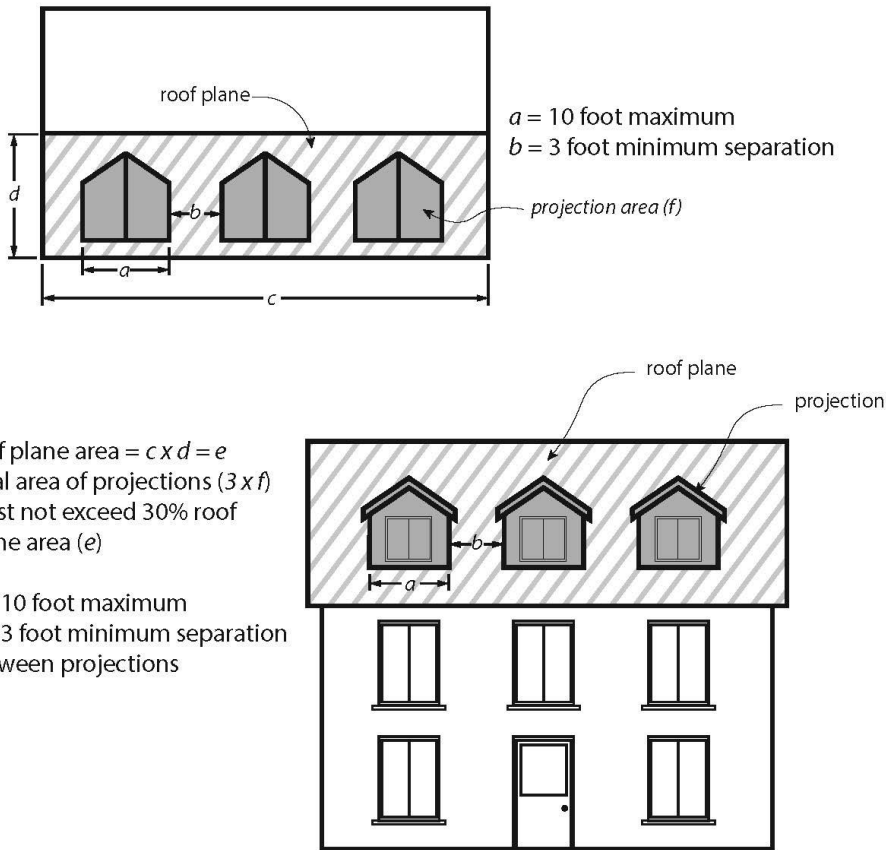 roof plane
a = 10 foot maximum
b = 3 foot minimum separation
d
b
projection area (f)
a
c
roof plane
projection
f plane area = c x d = e
al area of projections (3 x f)
st not exceed 30% roof
ne area (e)
10 foot maximum
3 foot minimum separation
ween projections
b
a